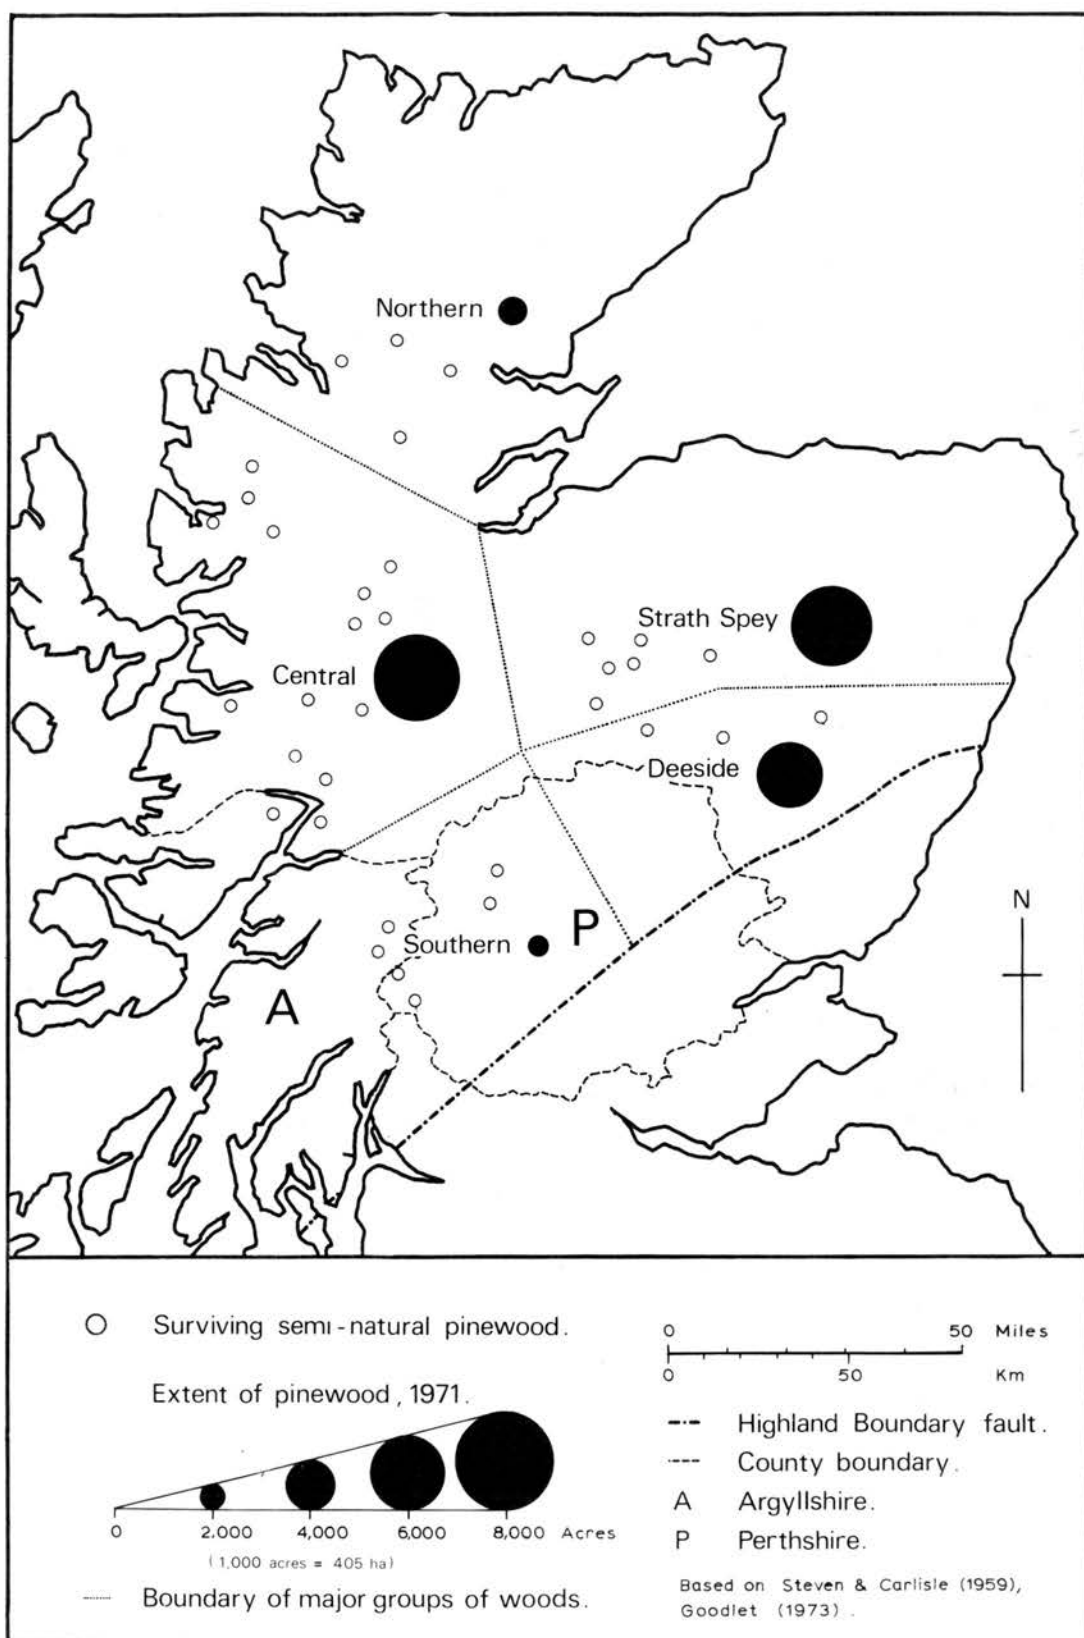 Northern
Strath Spey
Central
Deeside
Southern
P
A
N
Surviving semi-natural pinewood.
Extent of pinewood, 1971.
0 2,000 4,000 6,000 8,000 Acres
(1,000 acres = 405 ha)
Boundary of major groups of woods.
0 50 Miles
0 50 Km
Highland Boundary fault.
County boundary.
A Argyllshire.
P Perthshire.
Based on Steven & Carlisle (1959),
Goodlet (1973).